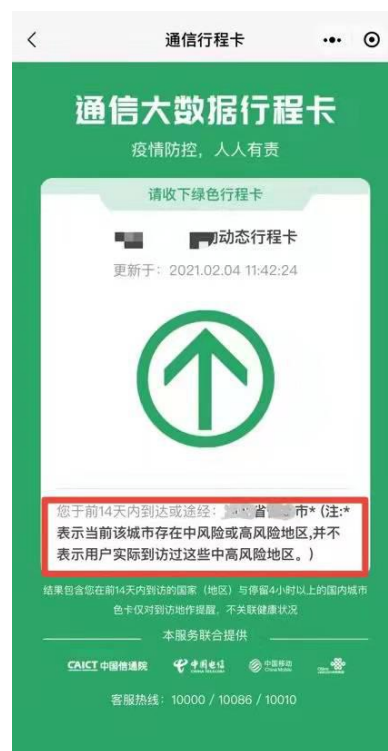 通信行程卡
通信大数据行程卡
疫情防控，人人有责
请收下绿色行程卡
动态行程卡
更新于：2021.02.04 11:42:24
您于前14天内到达或途经： 省 市* (注:*
表示当前该城市存在中风险或高风险地区,并不
表示用户实际到访过这些中高风险地区。)
结果包含您在前14天内到访的国家（地区）与停留4小时以上的国内城市
色卡仅对到访地作提醒，不关联健康状况
本服务联合提供
CAICT 中国信通院 中国电信 中国移动 China Mobile
客服热线：10000 / 10086 / 10010